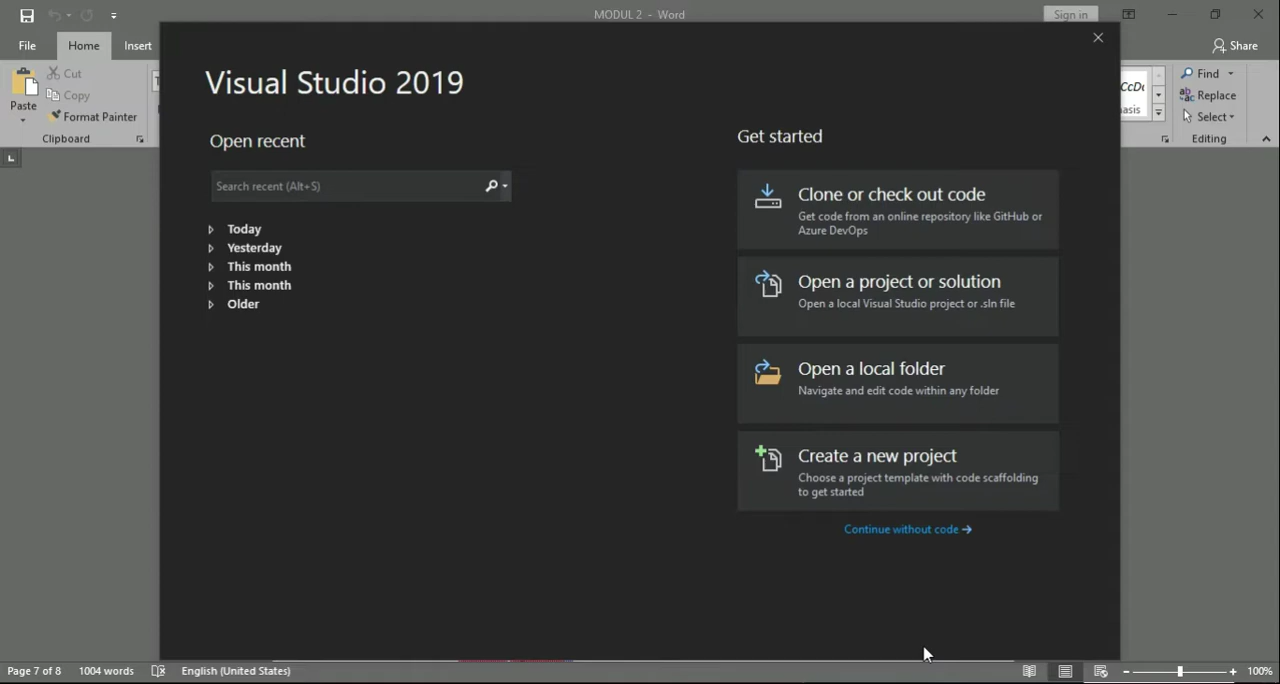 MODUL 2 - Word
Sign in
File
Home
Insert
Share
Paste
Cut
Copy
Format Painter
Clipboard
Find
Replace
Select
Editing
Visual Studio 2019
Open recent
Search recent (Alt+S)
Today
Yesterday
This month
This month
Older
Get started
Clone or check out code
Get code from an online repository like GitHub or
Azure DevOps
Open a project or solution
Open a local Visual Studio project or .sln file
Open a local folder
Navigate and edit code within any folder
Create a new project
Choose a project template with code scaffolding
to get started
Continue without code →
Page 7 of 8
1004 words
English (United States)
100%